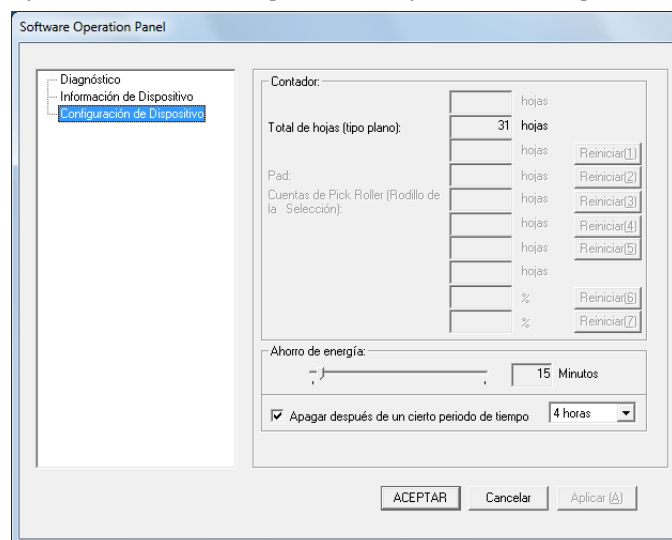 Software Operation Panel
Diagnóstico
Información de Dispositivo
Configuración de Dispositivo
Contador:
hojas
Total de hojas (tipo plano): 31 hojas
hojas Reiniciar(1)
Pad: hojas Reiniciar(2)
Cuentas de Pick Roller (Rodillo de la Selección): hojas Reiniciar(3)
hojas Reiniciar(4)
hojas Reiniciar(5)
hojas
% Reiniciar(6)
% Reiniciar(7)
Ahorro de energía:
15 Minutos
Apagar después de un cierto periodo de tiempo 4 horas
ACEPTAR Cancelar Aplicar (A)